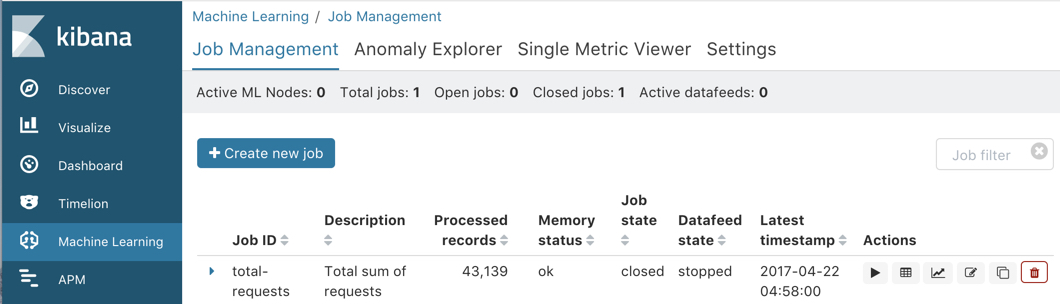 kibana
Discover
Visualize
Dashboard
Timelion
Machine Learning
APM
Machine Learning / Job Management
Job Management Anomaly Explorer Single Metric Viewer Settings
Active ML Nodes: 0 Total jobs: 1 Open jobs: 0 Closed jobs: 1 Active datafeeds: 0
Create new job
Job filter
Job ID Description Processed records Memory status Job state Datafeed state Latest timestamp Actions
total-requests Total sum of requests 43,139 ok closed stopped 2017-04-22 04:58:00